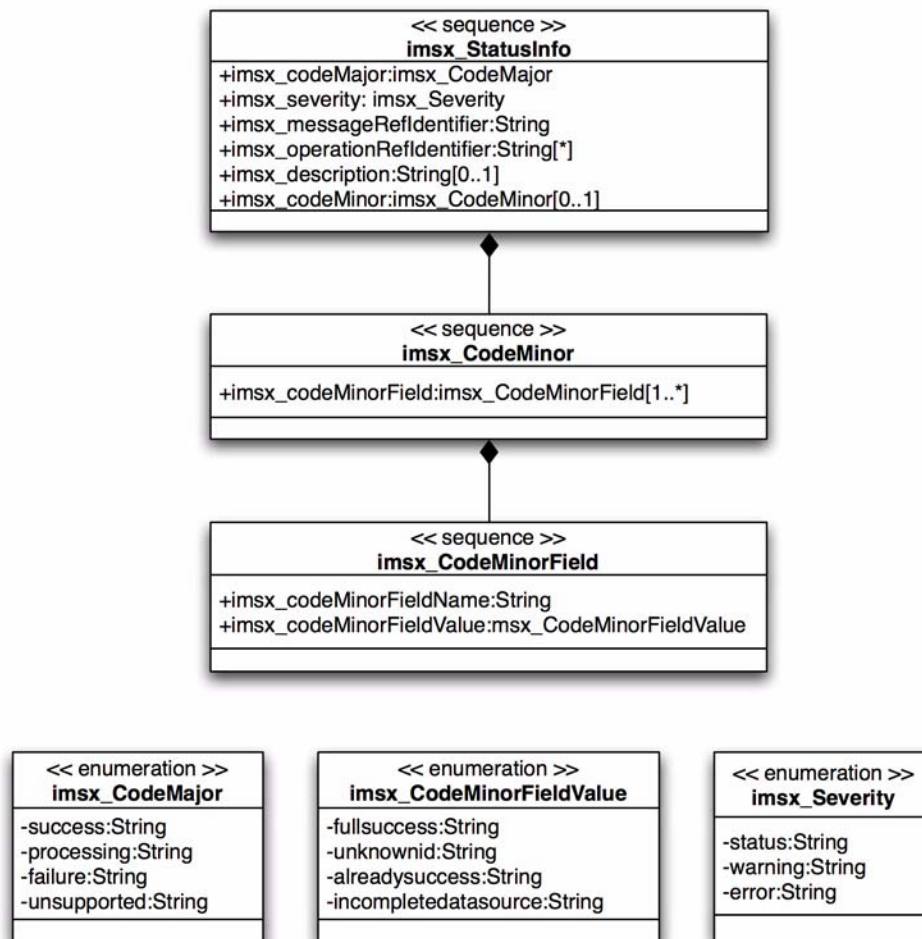 << sequence >>
imsx_StatusInfo
+imsx_codeMajor:imsx_CodeMajor
+imsx_severity: imsx_Severity
+imsx_messageRefIdentifier:String
+imsx_operationRefIdentifier:String[*]
+imsx_description:String[0..1]
+imsx_codeMinor:imsx_CodeMinor[0..1]
<< sequence >>
imsx_CodeMinor
+imsx_codeMinorField:imsx_CodeMinorField[1..*]
<< sequence >>
imsx_CodeMinorField
+imsx_codeMinorFieldName:String
+imsx_codeMinorFieldValue:msx_CodeMinorFieldValue
<< enumeration >>
imsx_CodeMajor
-success:String
-processing:String
-failure:String
-unsupported:String
<< enumeration >>
imsx_CodeMinorFieldValue
-fullsuccess:String
-unknownid:String
-alreadysuccess:String
-incompletedatasource:String
<< enumeration >>
imsx_Severity
-status:String
-warning:String
-error:String